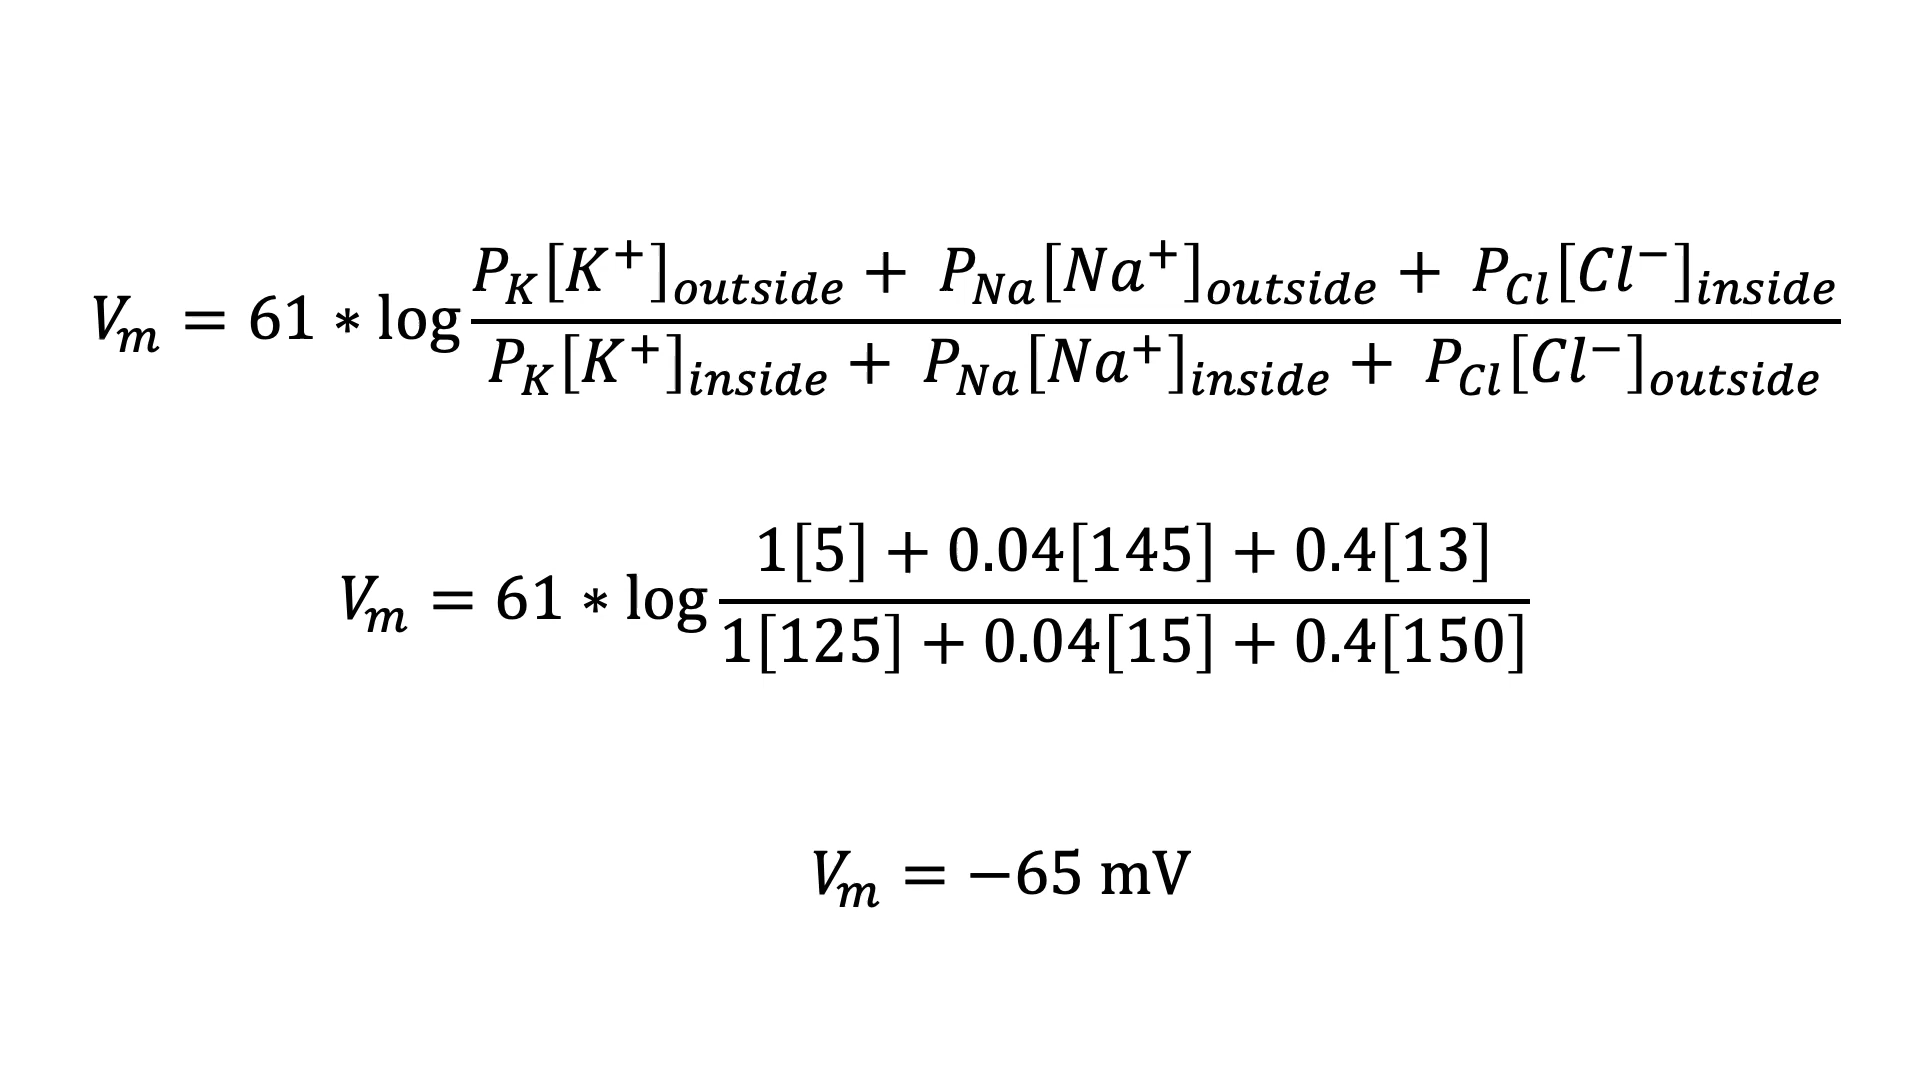 V_m = 61 * log (P_K[K^+]_outside + P_Na[Na^+]_outside + P_Cl[Cl^−]_inside) / (P_K[K^+]_inside + P_Na[Na^+]_inside + P_Cl[Cl^−]_outside)
V_m = 61 * log (1[5] + 0.04[145] + 0.4[13]) / (1[125] + 0.04[15] + 0.4[150])
V_m = −65 mV